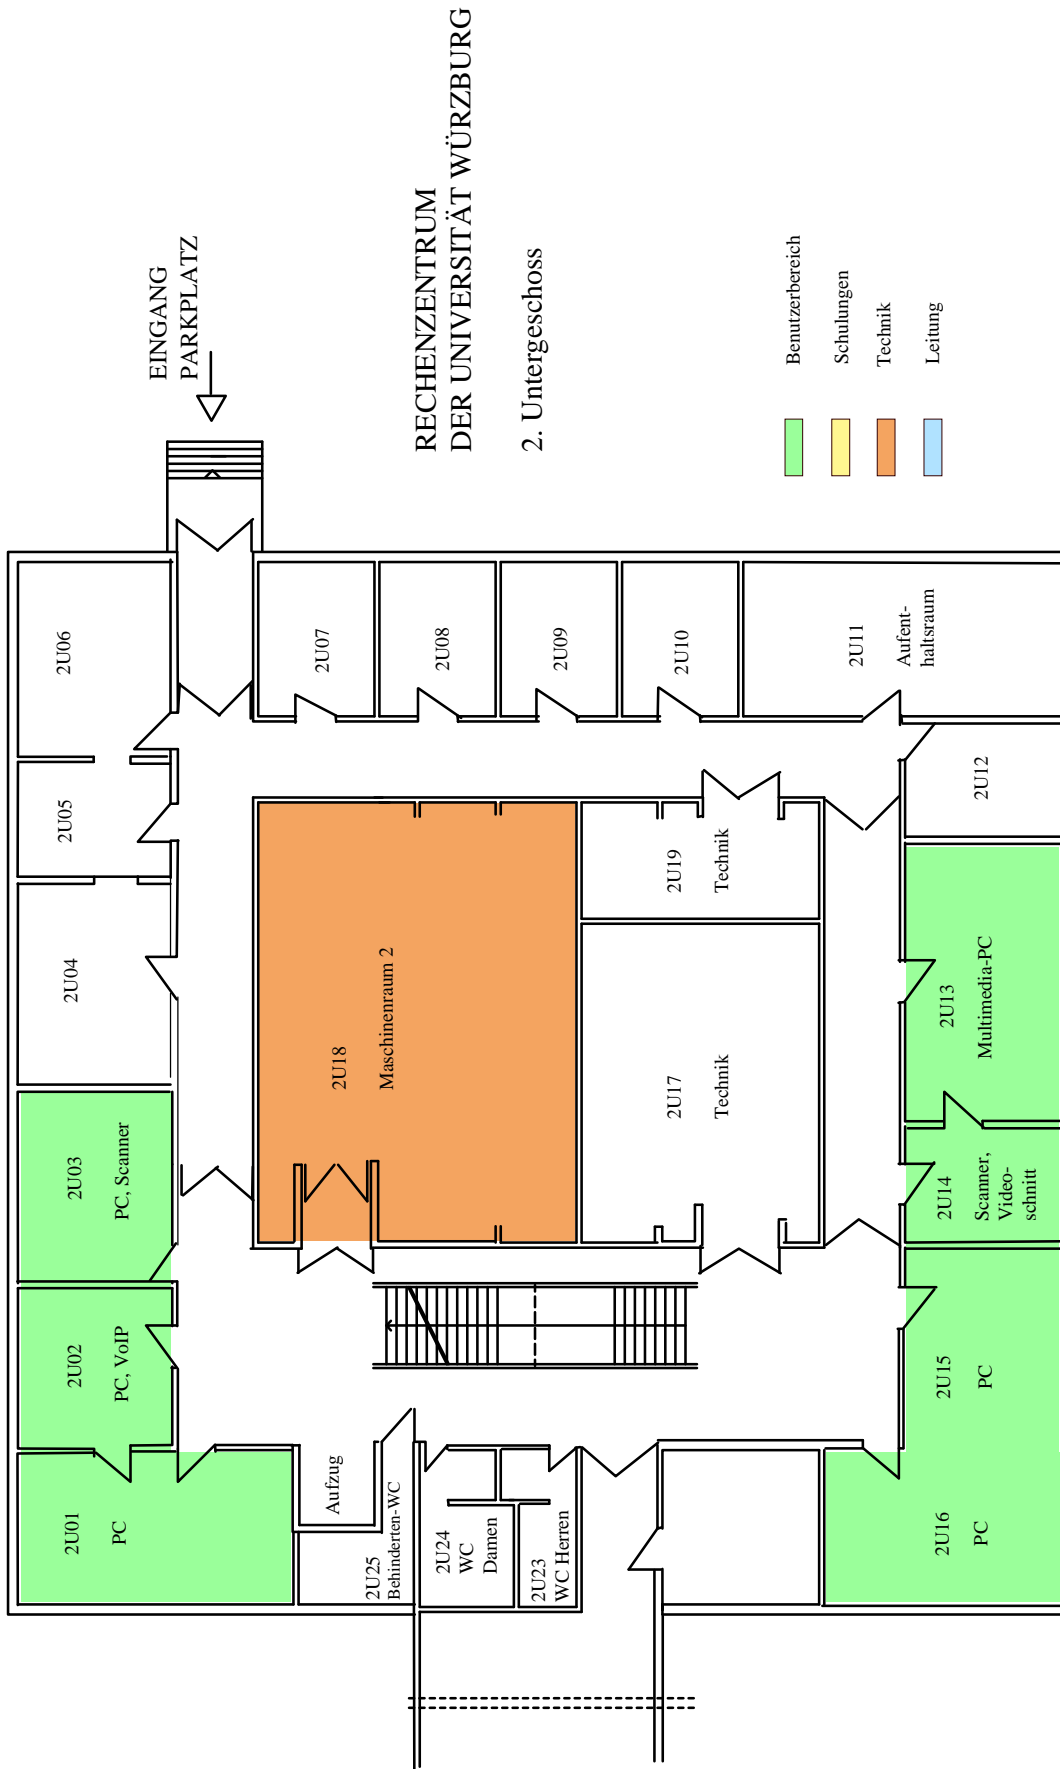 EINGANG
PARKPLATZ
RECHENZENTRUM
DER UNIVERSITÄT WÜRZBURG
2. Untergeschoss
Benutzerbereich
Schulungen
Technik
Leitung
2U01
PC
2U02
PC, VoIP
2U03
PC, Scanner
2U04
2U05
2U06
2U07
2U08
2U09
2U10
2U11
Aufent-
haltsraum
2U12
2U13
Multimedia-PC
2U14
Scanner,
Video-
schnitt
2U15
PC
2U16
PC
2U17
Technik
2U18
Maschinenraum 2
2U19
Technik
Aufzug
2U25
Behinderten-WC
2U24
WC
Damen
2U23
WC Herren